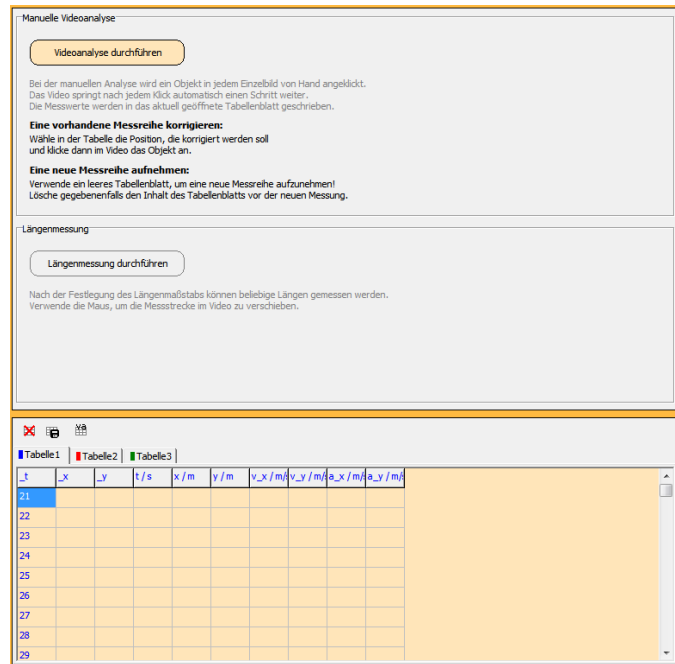 Manuelle Videoanalyse
Videoanalyse durchführen
Bei der manuellen Analyse wird ein Objekt in jedem Einzelbild von Hand angeklickt.
Das Video springt nach jedem Klick automatisch einen Schritt weiter.
Die Messwerte werden in das aktuell geöffnete Tabellenblatt geschrieben.
Eine vorhandene Messreihe korrigieren:
Wähle in der Tabelle die Position, die korrigiert werden soll
und klicke dann im Video das Objekt an.
Eine neue Messreihe aufnehmen:
Verwende ein leeres Tabellenblatt, um eine neue Messreihe aufzunehmen!
Lösche gegebenenfalls den Inhalt des Tabellenblatts vor der neuen Messung.
Längenmessung
Längenmessung durchführen
Nach der Festlegung des Längenmaßstabs können beliebige Längen gemessen werden.
Verwende die Maus, um die Messstrecke im Video zu verschieben.
va
Tabelle1 Tabelle2 Tabelle3
_t _x _y t / s x / m y / m v_x / m/ v_y / m/ a_x / m/ a_y / m/
21
22
23
24
25
26
27
28
29